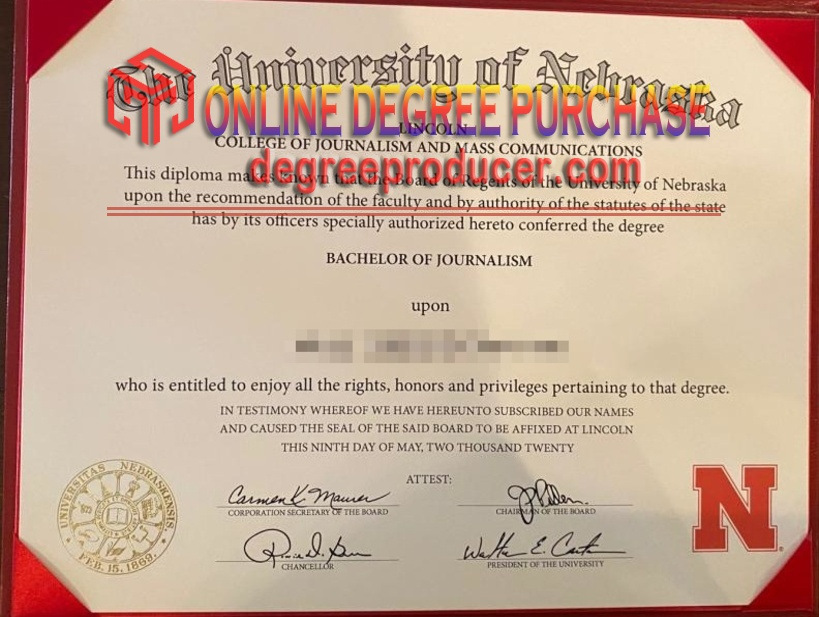 The University of Nebraska
ONLINE DEGREE PURCHASE
LINCOLN
COLLEGE OF JOURNALISM AND MASS COMMUNICATIONS
degreeproducer.com
This diploma makes known that the Board of Regents of the University of Nebraska
upon the recommendation of the faculty and by authority of the statutes of the state
has by its officers specially authorized hereto conferred the degree
BACHELOR OF JOURNALISM
upon
who is entitled to enjoy all the rights, honors and privileges pertaining to that degree.
IN TESTIMONY WHEREOF WE HAVE HEREUNTO SUBSCRIBED OUR NAMES
AND CAUSED THE SEAL OF THE SAID BOARD TO BE AFFIXED AT LINCOLN
THIS NINTH DAY OF MAY, TWO THOUSAND TWENTY
ATTEST:
Carmen K. Maurer
CORPORATION SECRETARY OF THE BOARD
CHAIRMAN OF THE BOARD
CHANCELLOR
Walter E. Carter
PRESIDENT OF THE UNIVERSITY
UNIVERSITAS NEBRASKENSIS
FEB. 15, 1869.
N